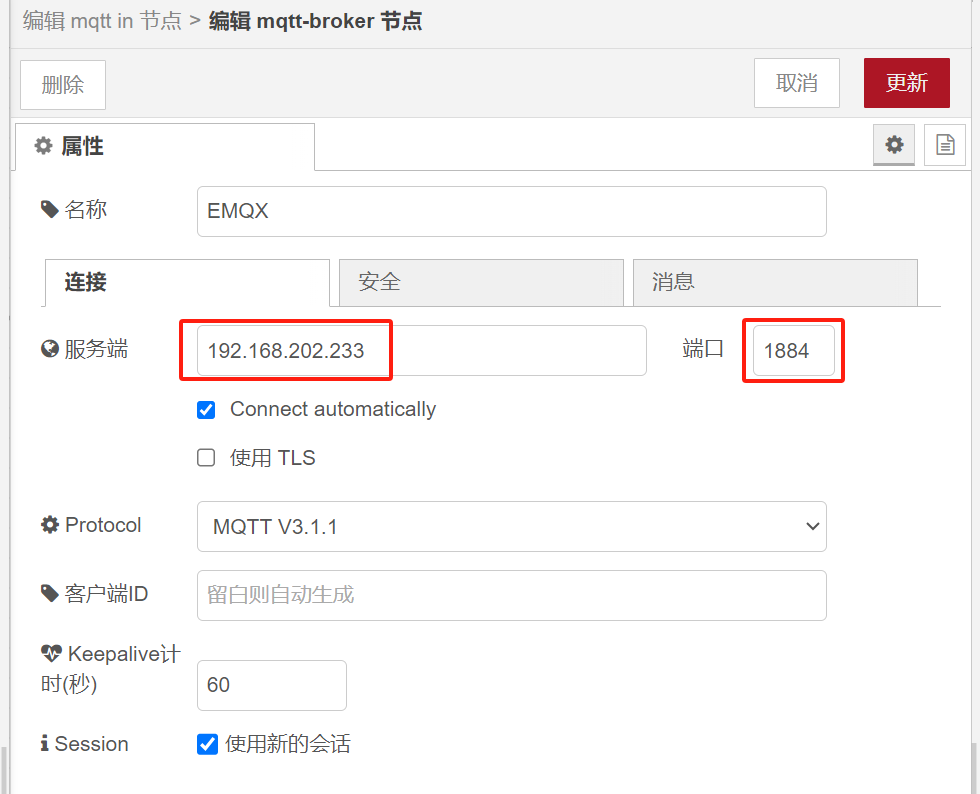 编辑 mqtt in 节点 > 编辑 mqtt-broker 节点
删除 取消 更新
属性
名称 EMQX
连接 安全 消息
服务端 192.168.202.233 端口 1884
Connect automatically
使用 TLS
Protocol MQTT V3.1.1
客户端ID 留白则自动生成
Keepalive计
时(秒) 60
Session 使用新的会话